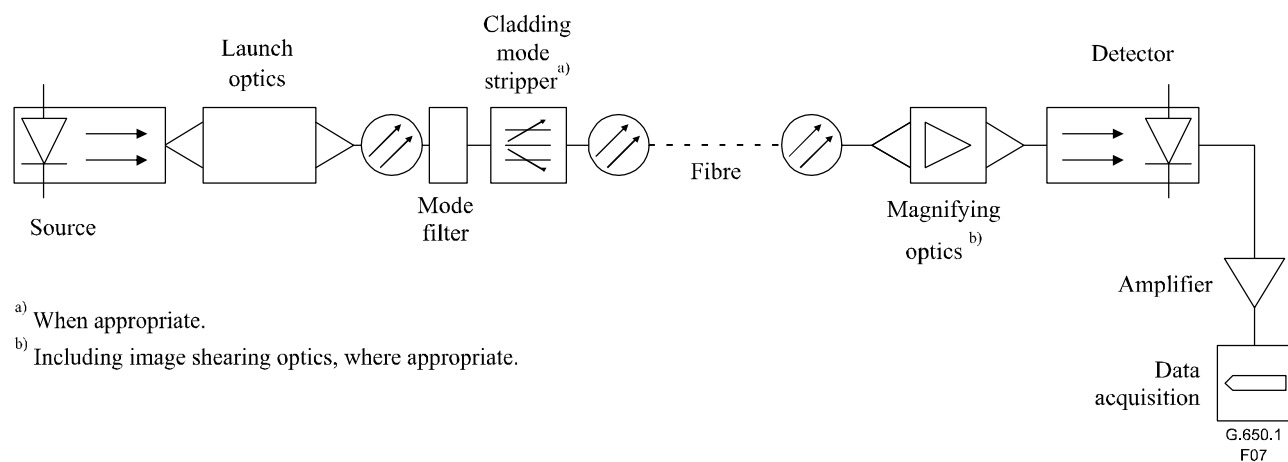 Launch
optics
Cladding
mode
stripper a)
Detector
Source
Mode
filter
Fibre
Magnifying
optics b)
Amplifier
a) When appropriate.
b) Including image shearing optics, where appropriate.
Data
acquisition
G.650.1
F07